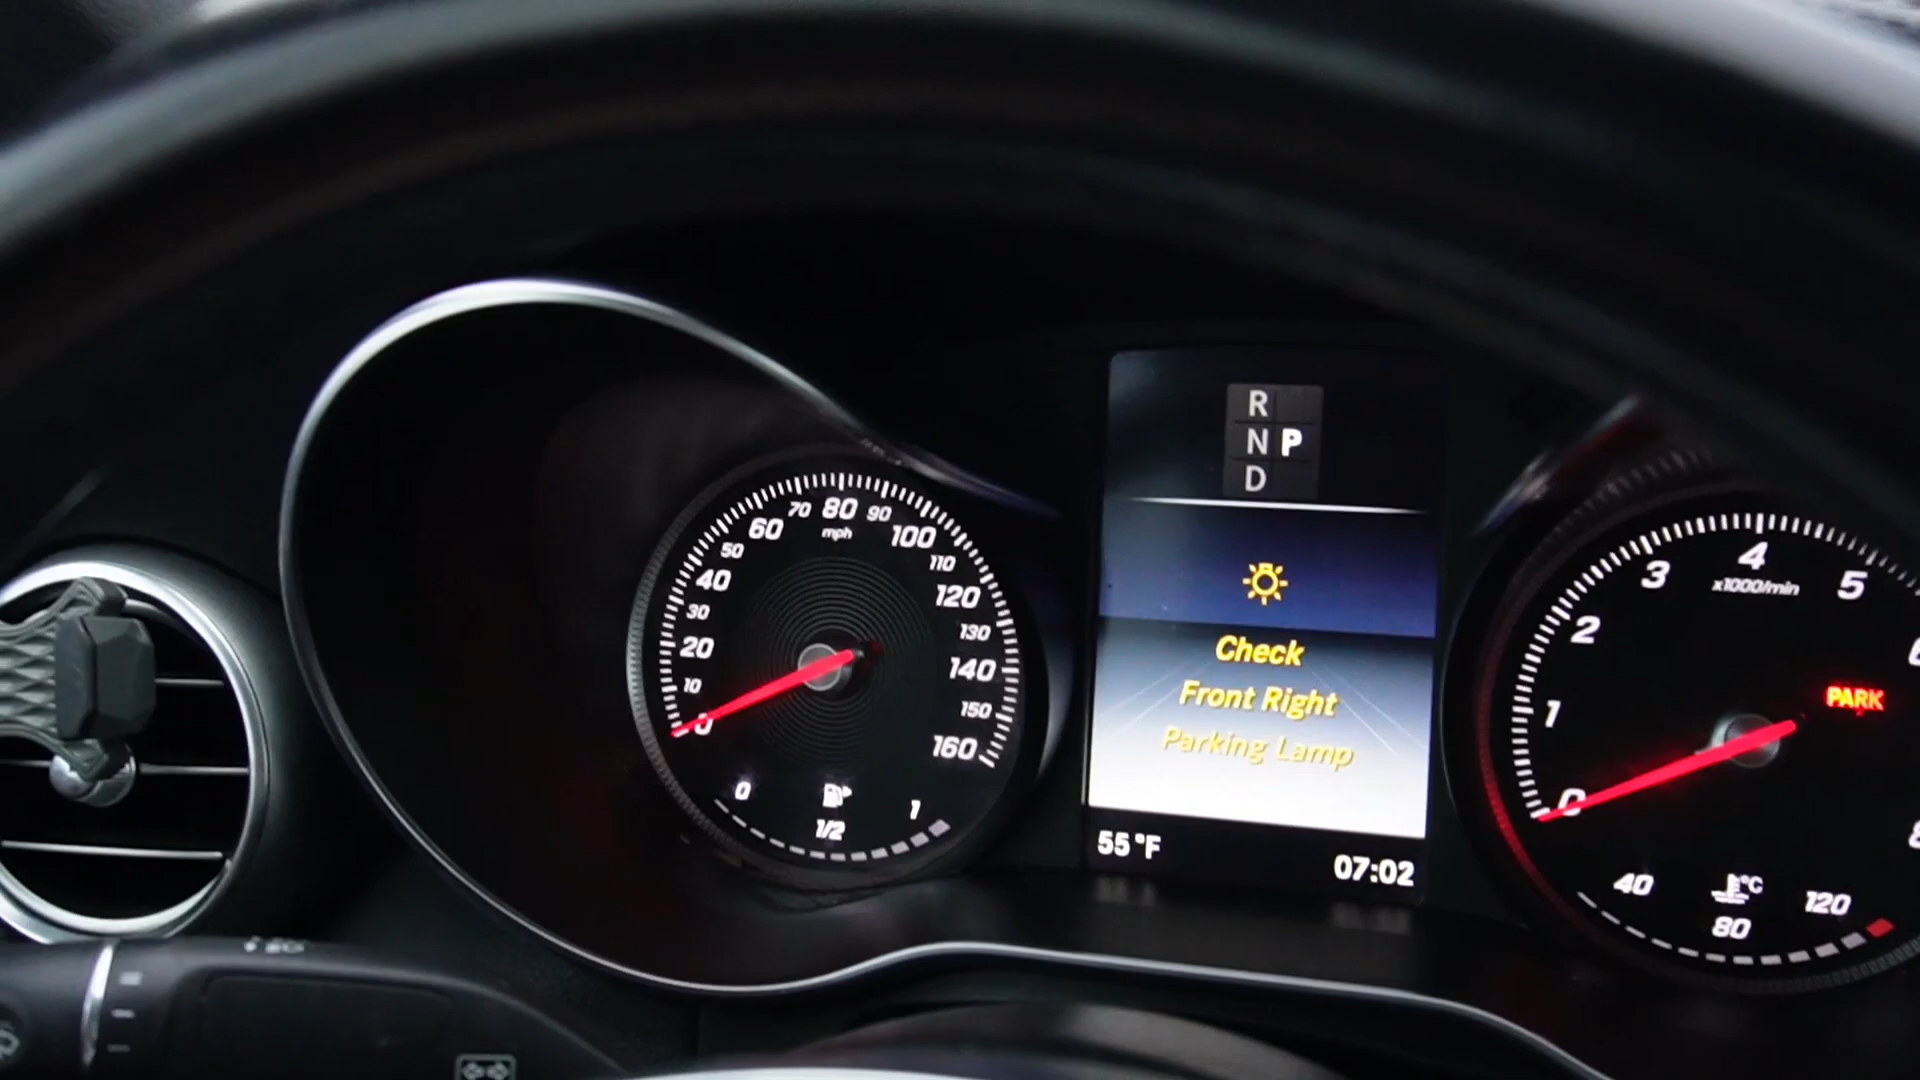 R
N P
D
Check
Front Right
Parking Lamp
55 °F
07:02
0
10
20
30
40
50
60
70
80
90
100
110
120
130
140
150
160
mph
0
1/2
1
0
1
2
3
4
5
x1000/min
PARK
40
80
120
°C